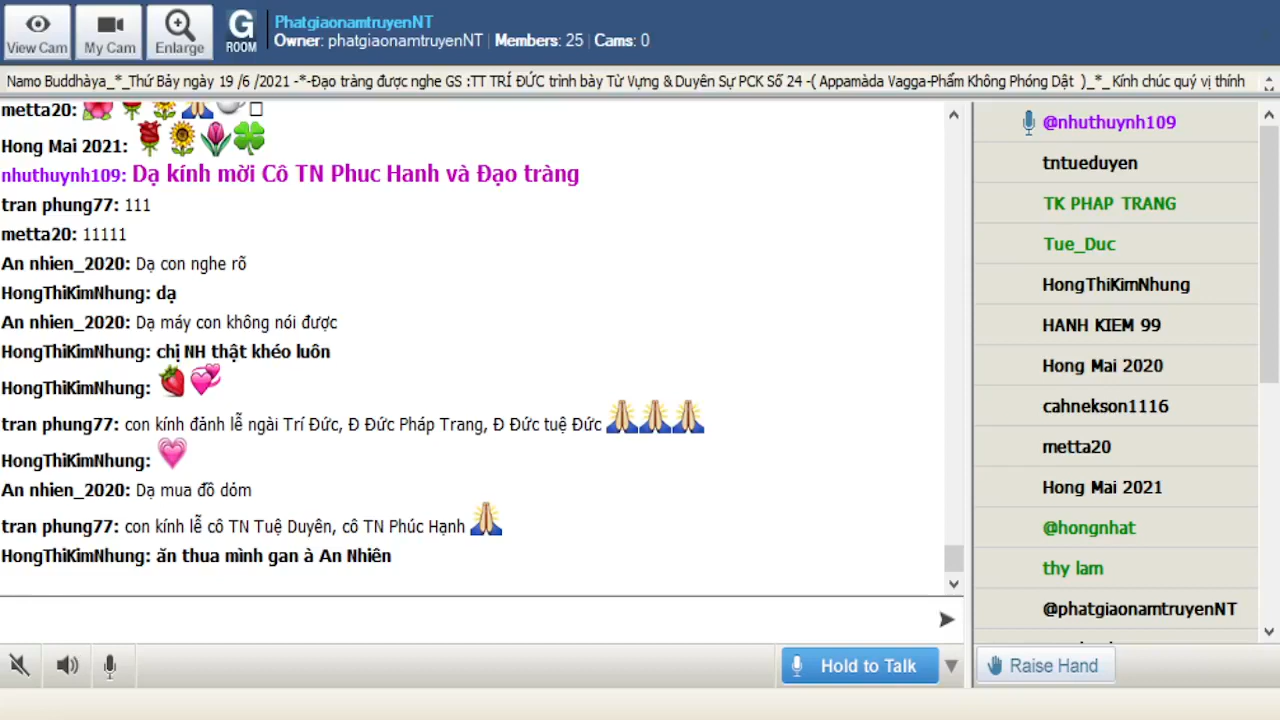 View Cam
My Cam
Enlarge
G
ROOM
PhatgiaonamtruyenNT
Owner: phatgiaonamtruyenNT | Members: 25 | Cams: 0
Namo Buddhàya_*_Thứ Bảy ngày 19 /6 /2021 -*-Đạo tràng được nghe GS :TT TRÍ ĐỨC trình bày Từ Vựng & Duyên Sự PCK Số 24 -( Appamàda Vagga-Phẩm Không Phóng Dật )_*_ Kính chúc quý vị thính
metta20:
Hong Mai 2021:
nhuthuynh109: Dạ kính mời Cô TN Phuc Hanh và Đạo tràng
tran phung77: 111
metta20: 11111
An nhien_2020: Dạ con nghe rõ
HongThiKimNhung: dạ
An nhien_2020: Dạ máy con không nói được
HongThiKimNhung: chị NH thật khéo luôn
HongThiKimNhung:
tran phung77: con kính đảnh lễ ngài Trí Đức, Đ Đức Pháp Trang, Đ Đức tuệ Đức
HongThiKimNhung:
An nhien_2020: Dạ mua đồ dỏm
tran phung77: con kính lễ cô TN Tuệ Duyên, cô TN Phúc Hạnh
HongThiKimNhung: ăn thua mình gan à An Nhiên
@nhuthuynh109
tntueduyen
TK PHAP TRANG
Tue_Duc
HongThiKimNhung
HANH KIEM 99
Hong Mai 2020
cahnekson1116
metta20
Hong Mai 2021
@hongnhat
thy lam
@phatgiaonamtruyenNT
Hold to Talk
Raise Hand